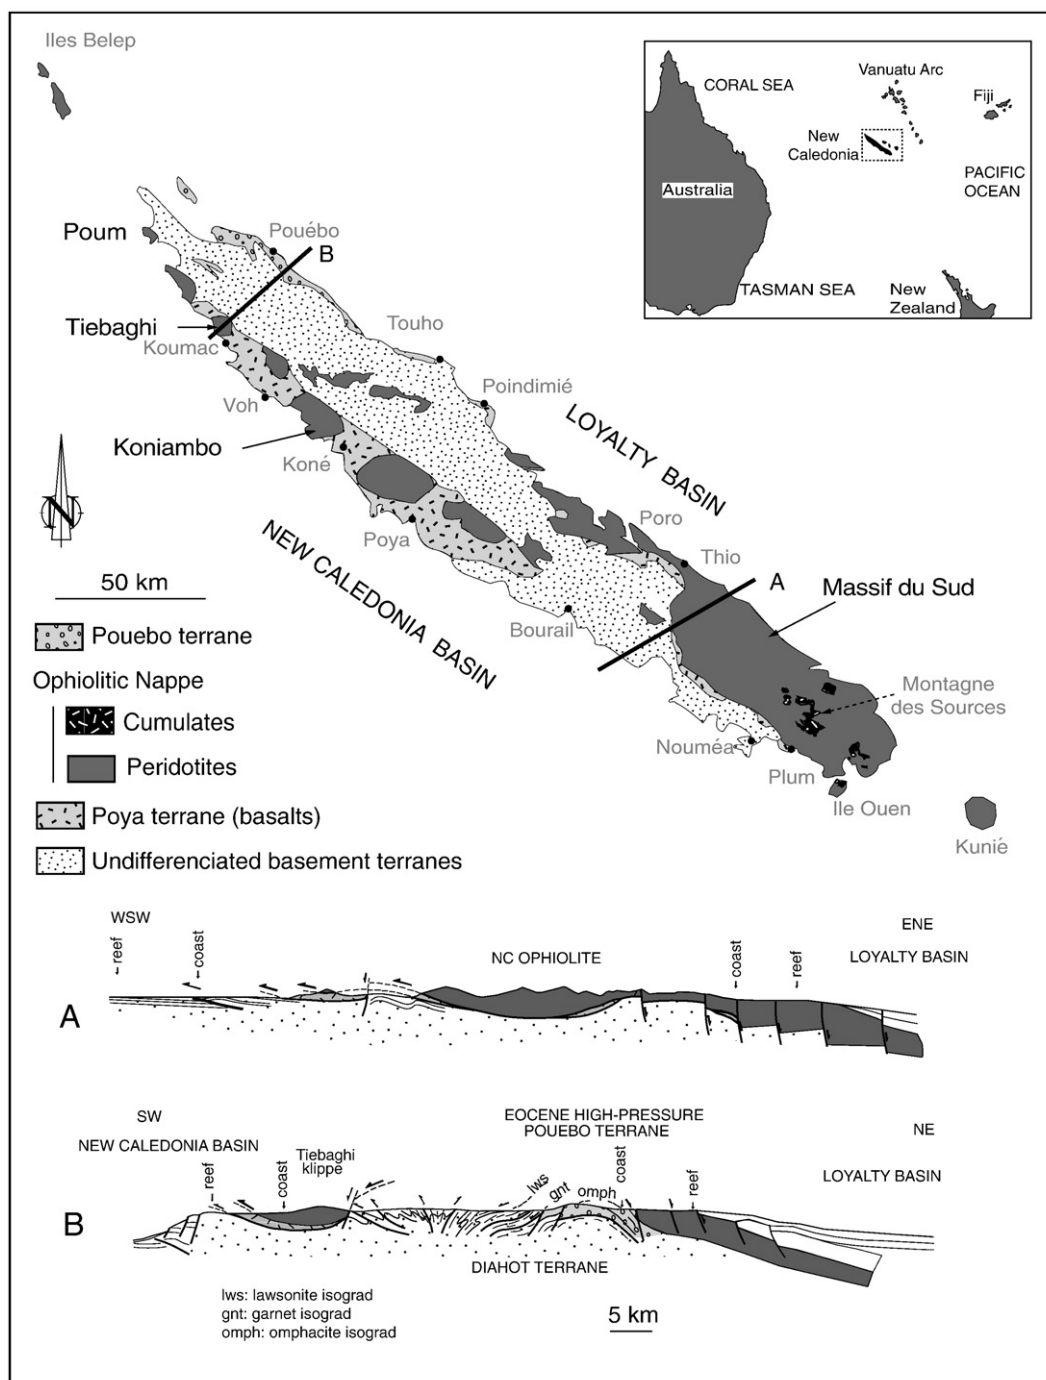 Iles Belep
CORAL SEA
Vanuatu Arc
Fiji
New
Caledonia
PACIFIC
OCEAN
Australia
TASMAN SEA
New
Zealand
Poum
Pouébo
B
Tiebaghi
Koumac
Touho
Voh
Poindimié
Koniambo
Koné
LOYALTY BASIN
N
Poya
Poro
Thio
NEW CALEDONIA BASIN
A
50 km
Bourail
Massif du Sud
Montagne
des Sources
Nouméa
Plum
Ile Ouen
Kunié
Pouebo terrane
Ophiolitic Nappe
Cumulates
Peridotites
Poya terrane (basalts)
Undifferenciated basement terranes
WSW
ENE
reef
coast
NC OPHIOLITE
coast
reef
LOYALTY BASIN
A
SW
EOCENE HIGH-PRESSURE
POUEBO TERRANE
NE
NEW CALEDONIA BASIN
reef
coast
Tiebaghi
klippe
lws
gnt
omph
coast
reef
LOYALTY BASIN
B
DIAHOT TERRANE
lws: lawsonite isograd
gnt: garnet isograd
omph: omphacite isograd
5 km